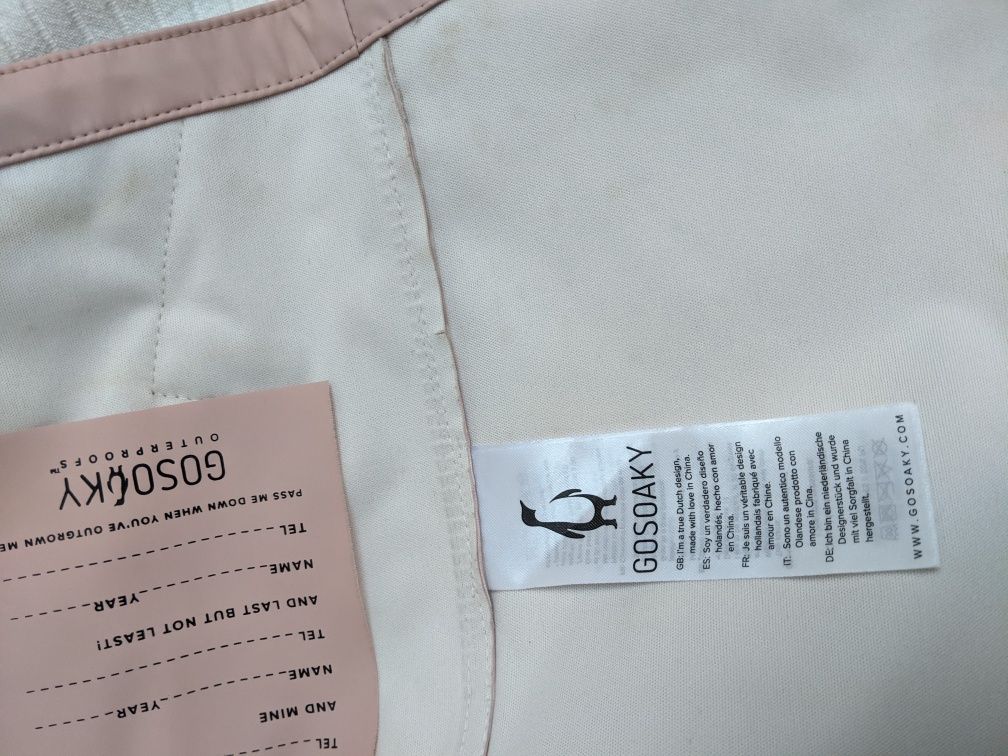 GOSOAKY™
OUTERPROOFS
PASS ME DOWN WHEN YOU'VE OUTGROWN ME
TEL
NAME YEAR
AND LAST BUT NOT LEAST!
TEL
NAME YEAR
AND MINE
TEL
GOSOAKY
GB: I'm a true Dutch design,
made with love in China.
ES: Soy un verdadero diseño
holandés, hecho con amor
en China.
FR: Je suis un véritable design
hollandais fabriqué avec
amour en Chine.
IT: Sono un autentico modello
Olandese prodotto con
amore in Cina.
DE: Ich bin ein niederländische
Designerstück und wurde
mit viel Sorgfalt in China
hergestellt.
WWW.GOSOAKY.COM